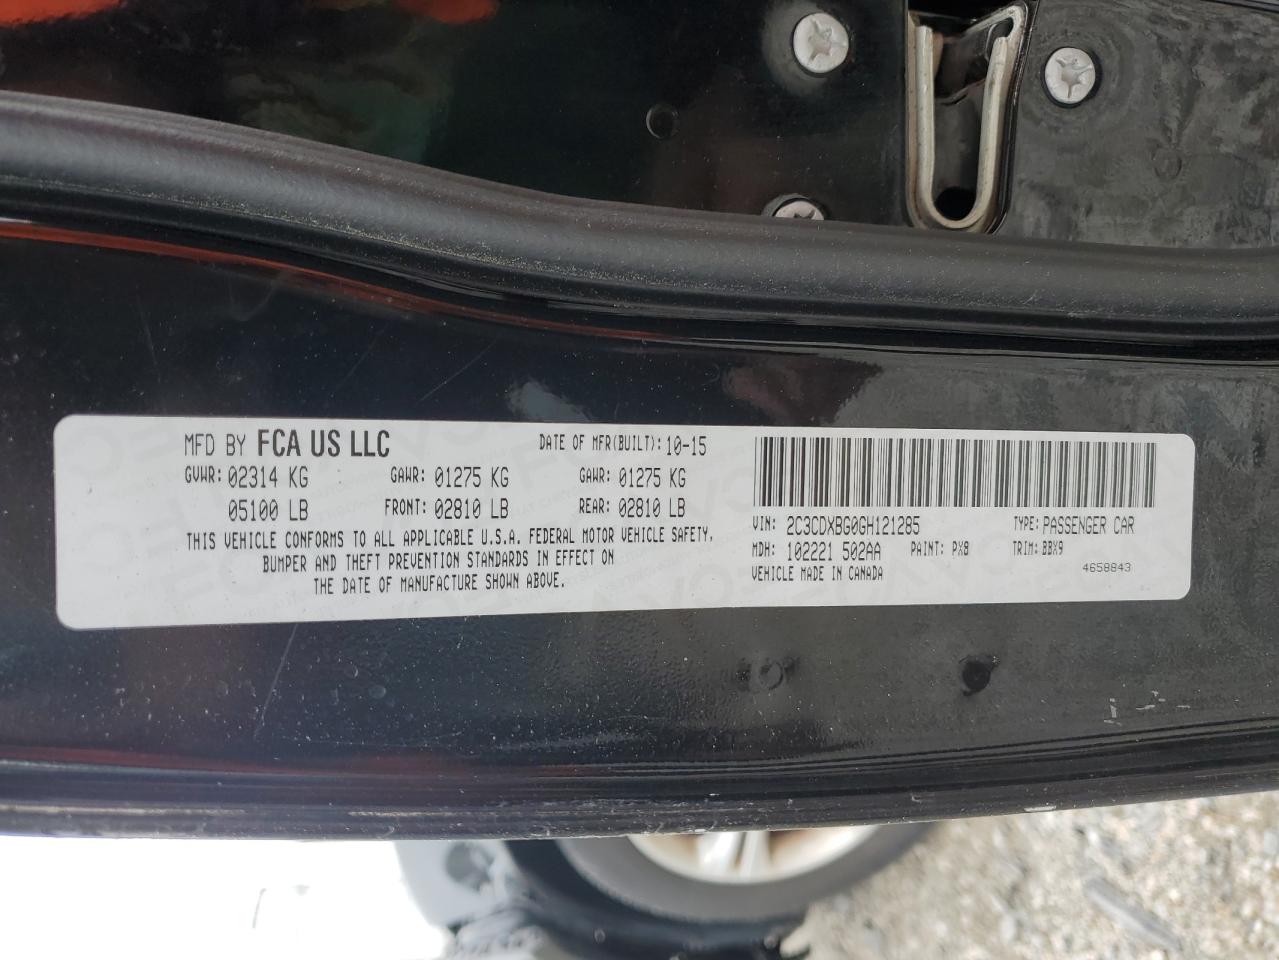 MFD BY FCA US LLC DATE OF MFR(BUILT): 10-15
GVWR: 02314 KG GAWR: 01275 KG GAWR: 01275 KG
05100 LB FRONT: 02810 LB REAR: 02810 LB
THIS VEHICLE CONFORMS TO ALL APPLICABLE U.S.A. FEDERAL MOTOR VEHICLE SAFETY,
BUMPER AND THEFT PREVENTION STANDARDS IN EFFECT ON
THE DATE OF MANUFACTURE SHOWN ABOVE.
VIN: 2C3CDXBG0GH121285 TYPE: PASSENGER CAR
MDH: 102221 502AA PAINT: PX8 TRIM: BBX9
VEHICLE MADE IN CANADA 4658843